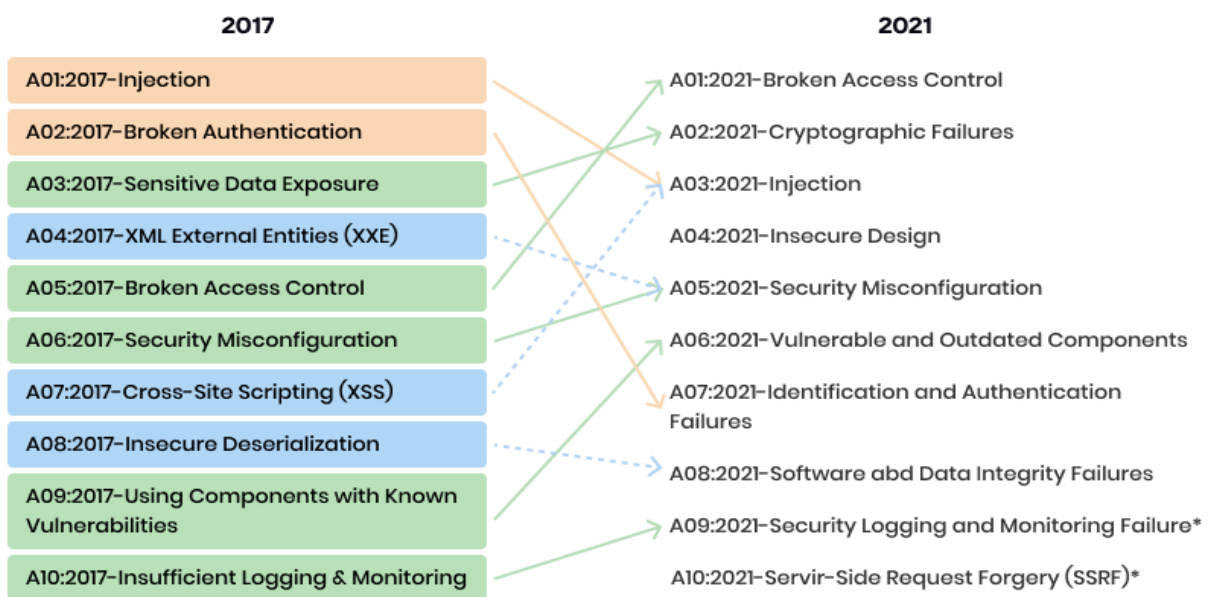 2017
2021
A01:2017-Injection
A02:2017-Broken Authentication
A03:2017-Sensitive Data Exposure
A04:2017-XML External Entities (XXE)
A05:2017-Broken Access Control
A06:2017-Security Misconfiguration
A07:2017-Cross-Site Scripting (XSS)
A08:2017-Insecure Deserialization
A09:2017-Using Components with Known
Vulnerabilities
A10:2017-Insufficient Logging & Monitoring
A01:2021-Broken Access Control
A02:2021-Cryptographic Failures
A03:2021-Injection
A04:2021-Insecure Design
A05:2021-Security Misconfiguration
A06:2021-Vulnerable and Outdated Components
A07:2021-Identification and Authentication
Failures
A08:2021-Software abd Data Integrity Failures
A09:2021-Security Logging and Monitoring Failure*
A10:2021-Servir-Side Request Forgery (SSRF)*